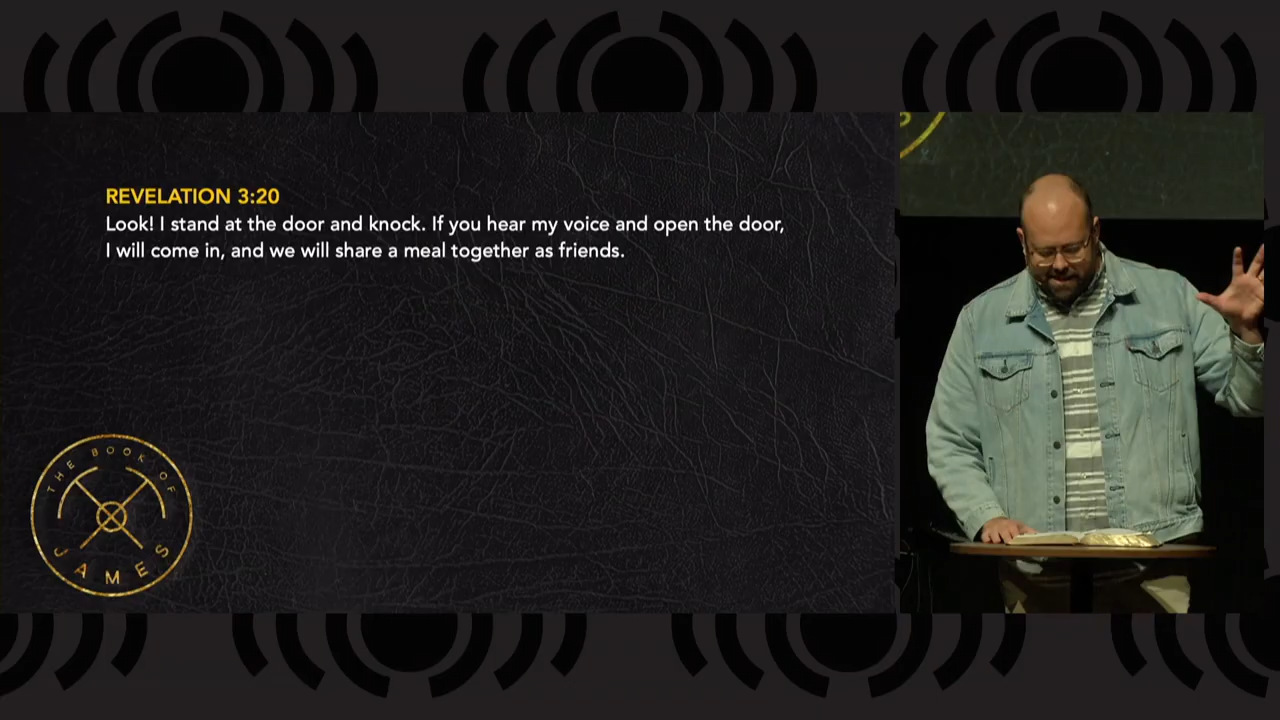 REVELATION 3:20
Look! I stand at the door and knock. If you hear my voice and open the door,
I will come in, and we will share a meal together as friends.
THE BOOK OF
JAMES